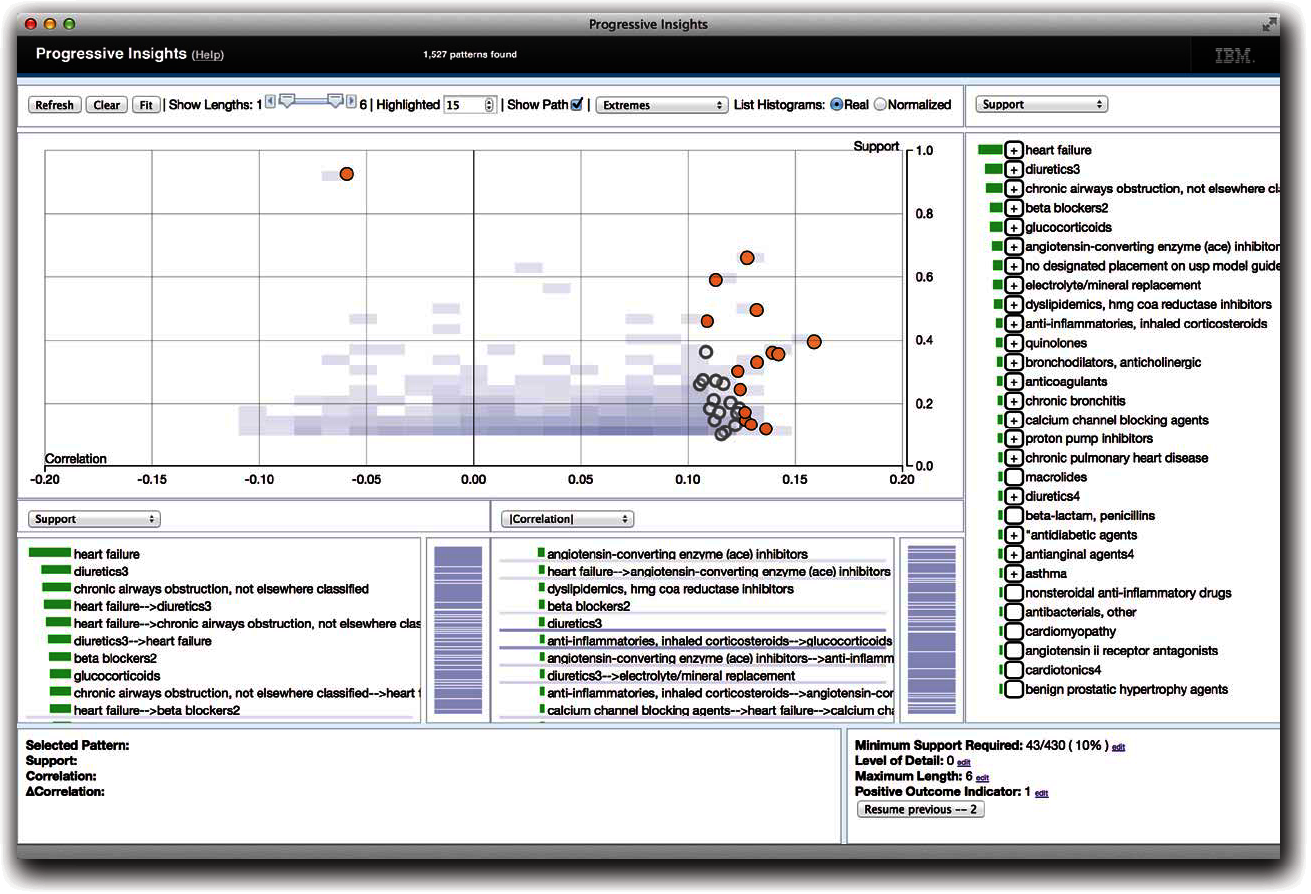 Progressive Insights
Progressive Insights (Help)
1,527 patterns found
IBM.
Refresh Clear Fit | Show Lengths: 1 6 | Highlighted 15 | Show Path | Extremes List Histograms: Real Normalized
Support
Support
1.0
0.8
0.6
0.4
0.2
0.0
Correlation
-0.20 -0.15 -0.10 -0.05 0.00 0.05 0.10 0.15 0.20
heart failure
diuretics3
chronic airways obstruction, not elsewhere cl
beta blockers2
glucocorticoids
angiotensin-converting enzyme (ace) inhibitor
no designated placement on usp model guide
electrolyte/mineral replacement
dyslipidemics, hmg coa reductase inhibitors
anti-inflammatories, inhaled corticosteroids
quinolones
bronchodilators, anticholinergic
anticoagulants
chronic bronchitis
calcium channel blocking agents
proton pump inhibitors
chronic pulmonary heart disease
macrolides
diuretics4
beta-lactam, penicillins
*antidiabetic agents
antianginal agents4
asthma
nonsteroidal anti-inflammatory drugs
antibacterials, other
cardiomyopathy
angiotensin ii receptor antagonists
cardiotonics4
benign prostatic hypertrophy agents
Support
heart failure
diuretics3
chronic airways obstruction, not elsewhere classified
heart failure-->diuretics3
heart failure-->chronic airways obstruction, not elsewhere clas
diuretics3-->heart failure
beta blockers2
glucocorticoids
chronic airways obstruction, not elsewhere classified-->heart f
heart failure-->beta blockers2
|Correlation|
angiotensin-converting enzyme (ace) inhibitors
heart failure-->angiotensin-converting enzyme (ace) inhibitors
dyslipidemics, hmg coa reductase inhibitors
beta blockers2
diuretics3
anti-inflammatories, inhaled corticosteroids-->glucocorticoids
angiotensin-converting enzyme (ace) inhibitors-->anti-inflamm
diuretics3-->electrolyte/mineral replacement
anti-inflammatories, inhaled corticosteroids-->angiotensin-con
calcium channel blocking agents-->heart failure-->calcium cha
Selected Pattern:
Support:
Correlation:
ΔCorrelation:
Minimum Support Required: 43/430 ( 10% ) edit
Level of Detail: 0 edit
Maximum Length: 6 edit
Positive Outcome Indicator: 1 edit
Resume previous -- 2